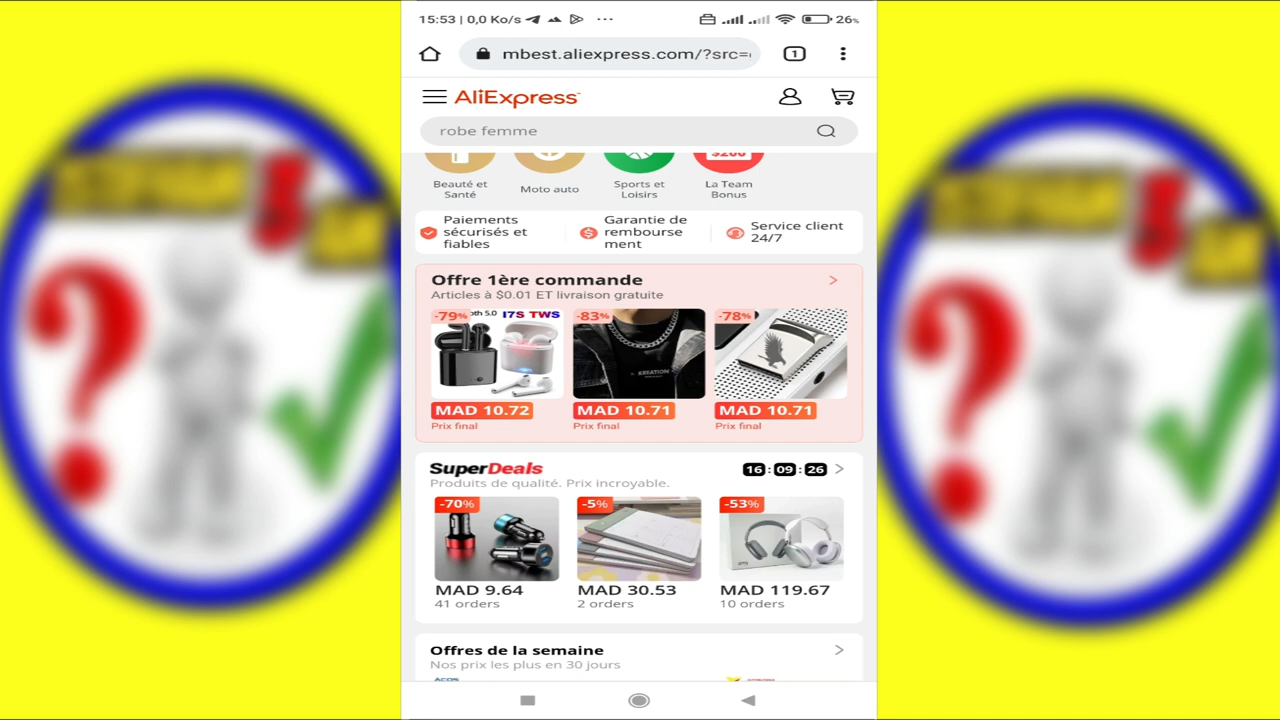 15:53 | 0,0 Ko/s
26%
mbest.aliexpress.com/?src=
1
AliExpress
robe femme
$200
Beauté et
Santé
Moto auto
Sports et
Loisirs
La Team
Bonus
Paiements
sécurisés et
fiables
Garantie de
rembourse
ment
Service client
24/7
Offre 1ère commande
Articles à $0.01 ET livraison gratuite
-79%
oth 5.0 I7S TWS
-83%
KREATION
-78%
MAD 10.72
MAD 10.71
MAD 10.71
Prix final
Prix final
Prix final
SuperDeals
16:09:26
Produits de qualité. Prix incroyable.
-70%
-5%
-53%
MAD 9.64
MAD 30.53
MAD 119.67
41 orders
2 orders
10 orders
Offres de la semaine
Nos prix les plus en 30 jours